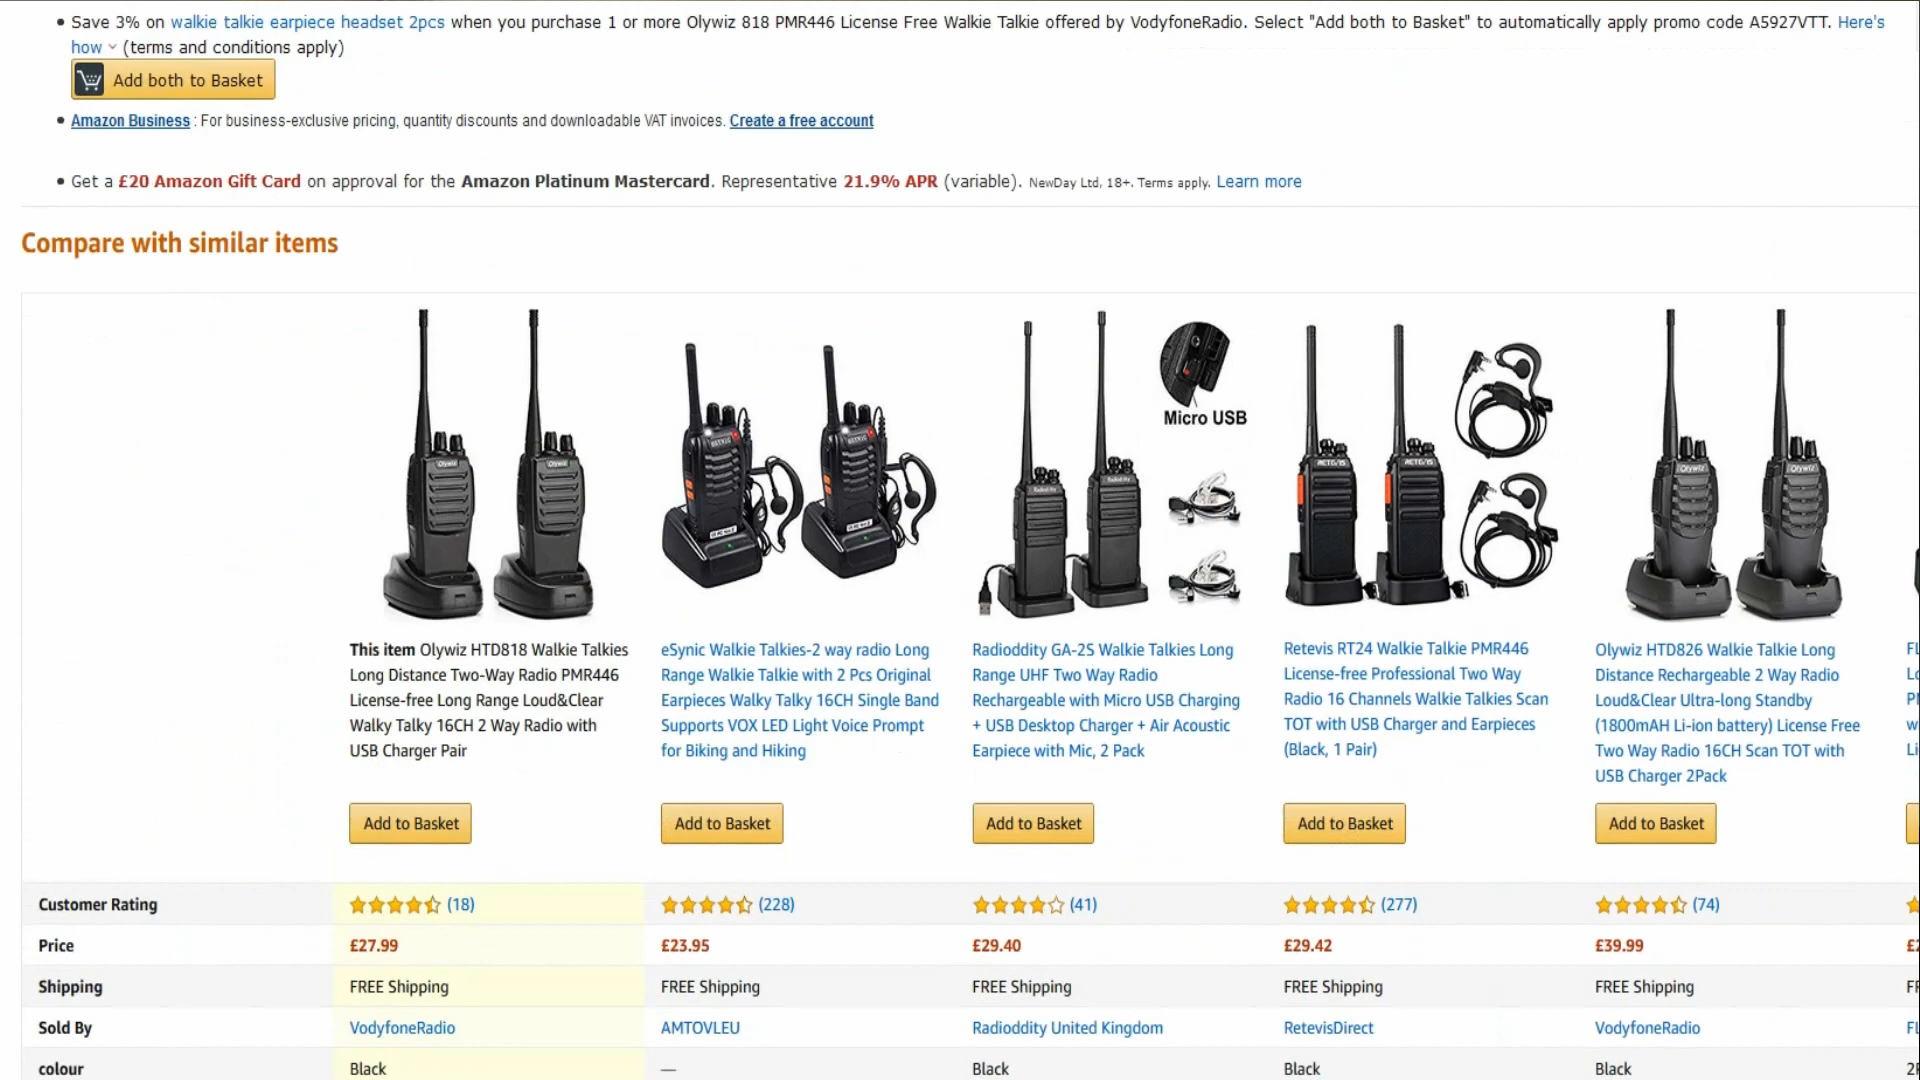 Save 3% on walkie talkie earpiece headset 2pcs when you purchase 1 or more Olywiz 818 PMR446 License Free Walkie Talkie offered by VodyfoneRadio. Select "Add both to Basket" to automatically apply promo code A5927VTT. Here's
how (terms and conditions apply)
Add both to Basket
Amazon Business : For business-exclusive pricing, quantity discounts and downloadable VAT invoices. Create a free account
Get a £20 Amazon Gift Card on approval for the Amazon Platinum Mastercard. Representative 21.9% APR (variable). NewDay Ltd, 18+. Terms apply. Learn more
Compare with similar items
Micro USB
Olywiz
Olywiz
RETEVIS
RETEVIS
Olywiz
Olywiz
This item Olywiz HTD818 Walkie Talkies
Long Distance Two-Way Radio PMR446
License-free Long Range Loud&Clear
Walky Talky 16CH 2 Way Radio with
USB Charger Pair
eSynic Walkie Talkies-2 way radio Long
Range Walkie Talkie with 2 Pcs Original
Earpieces Walky Talky 16CH Single Band
Supports VOX LED Light Voice Prompt
for Biking and Hiking
Radioddity GA-2S Walkie Talkies Long
Range UHF Two Way Radio
Rechargeable with Micro USB Charging
+ USB Desktop Charger + Air Acoustic
Earpiece with Mic, 2 Pack
Retevis RT24 Walkie Talkie PMR446
License-free Professional Two Way
Radio 16 Channels Walkie Talkies Scan
TOT with USB Charger and Earpieces
(Black, 1 Pair)
Olywiz HTD826 Walkie Talkie Long
Distance Rechargeable 2 Way Radio
Loud&Clear Ultra-long Standby
(1800mAH Li-ion battery) License Free
Two Way Radio 16CH Scan TOT with
USB Charger 2Pack
Add to Basket Add to Basket Add to Basket Add to Basket Add to Basket
Customer Rating (18) (228) (41) (277) (74)
Price £27.99 £23.95 £29.40 £29.42 £39.99
Shipping FREE Shipping FREE Shipping FREE Shipping FREE Shipping FREE Shipping
Sold By VodyfoneRadio AMTOVLEU Radioddity United Kingdom RetevisDirect VodyfoneRadio
colour Black — Black Black Black